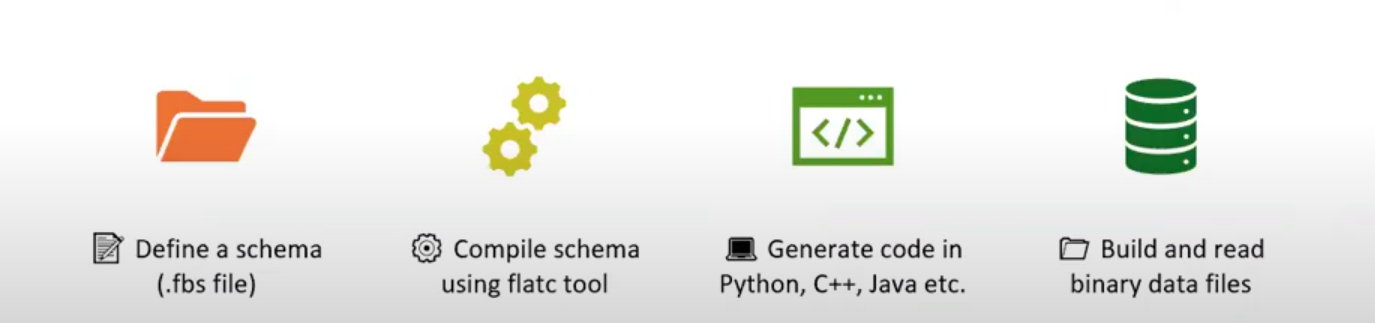 Define a schema
(.fbs file)
Compile schema
using flatc tool
</>
Generate code in
Python, C++, Java etc.
Build and read
binary data files